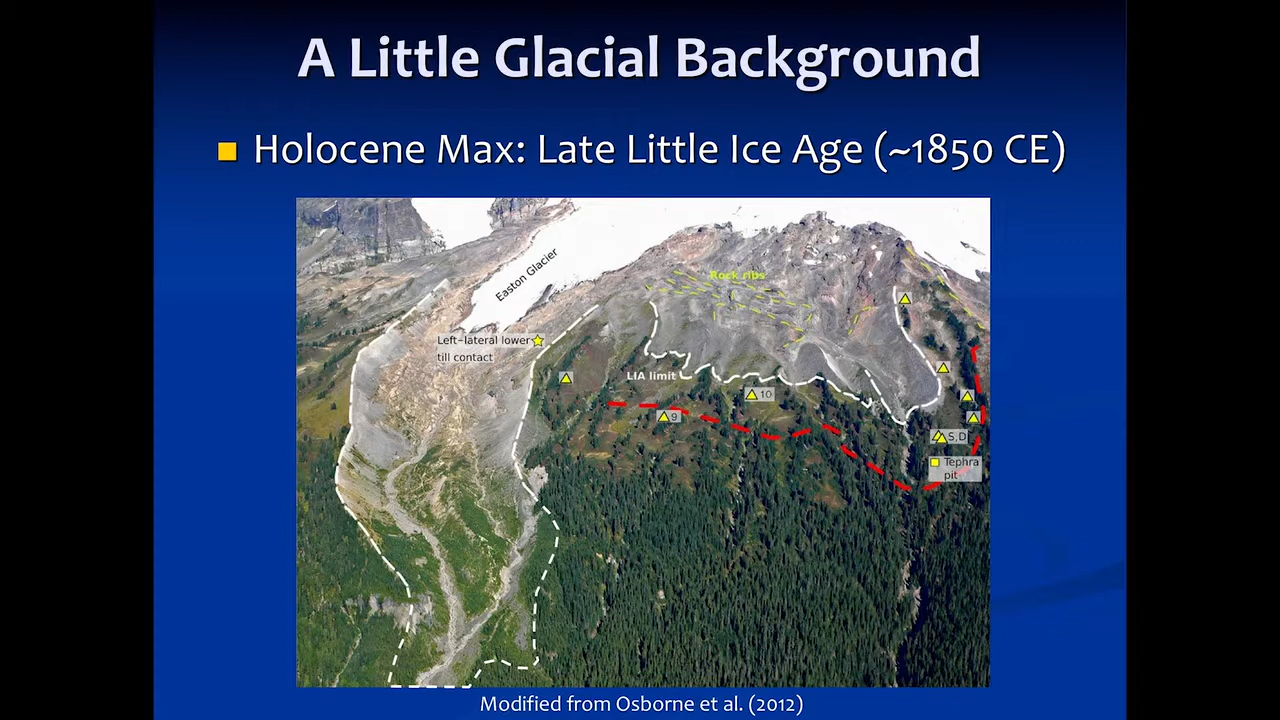 A Little Glacial Background
Holocene Max: Late Little Ice Age (~1850 CE)
Easton Glacier
Rock ribs
Left-lateral lower
till contact
LIA limit
10
9
S,D
Tephra
pit
Modified from Osborne et al. (2012)